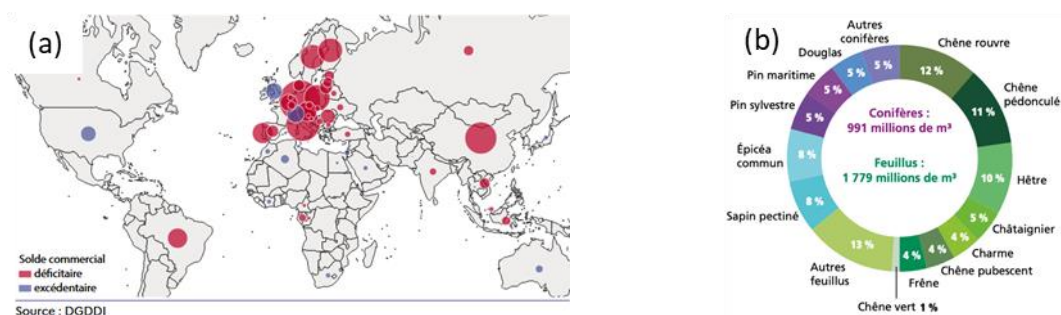 (a)
Solde commercial
déficitaire
excédentaire
Source : DGDDI
(b)
Autres
conifères
Douglas
Pin maritime
Pin sylvestre
Épicéa
commun
Sapin pectiné
Autres
feuillus
Chêne vert 1 %
Frêne
Chêne pubescent
Charme
Châtaignier
Hêtre
Chêne
pédonculé
Chêne rouvre
5 %
5 %
5 %
5 %
8 %
8 %
13 %
4 %
4 %
4 %
5 %
10 %
11 %
12 %
Conifères :
991 millions de m³
Feuillus :
1 779 millions de m³